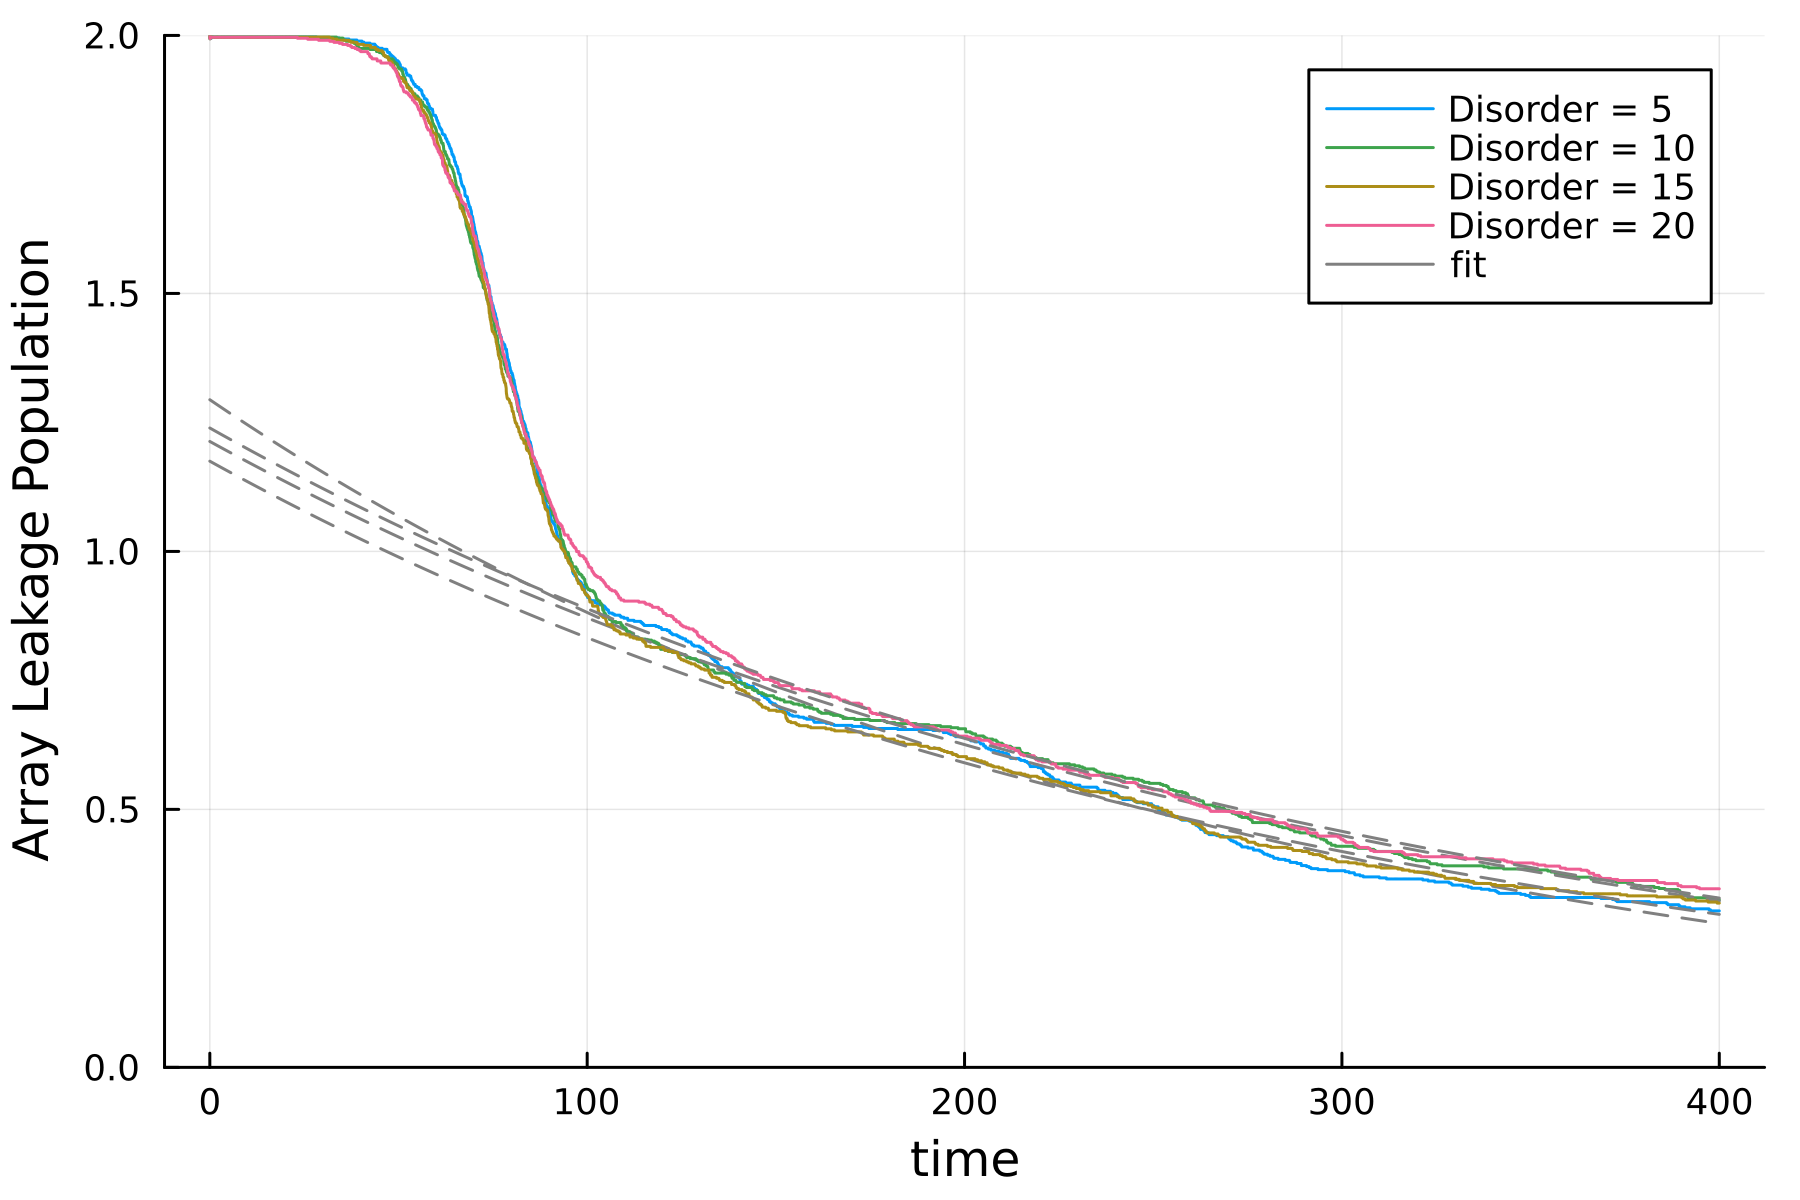 Array Leakage Population
2.0
1.5
1.0
0.5
0.0
Disorder = 5
Disorder = 10
Disorder = 15
Disorder = 20
fit
0 100 200 300 400
time